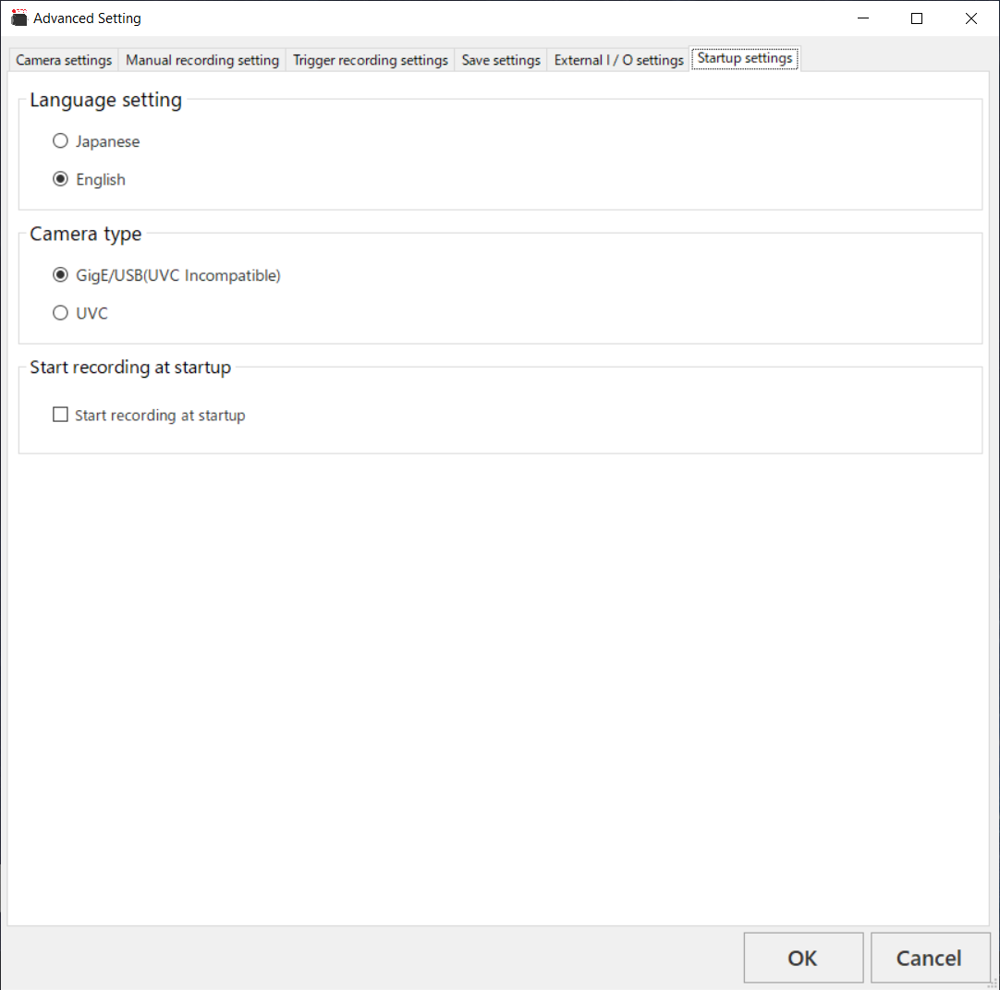 Advanced Setting
Camera settings Manual recording setting Trigger recording settings Save settings External I / O settings Startup settings
Language setting
Japanese
English
Camera type
GigE/USB(UVC Incompatible)
UVC
Start recording at startup
Start recording at startup
OK Cancel